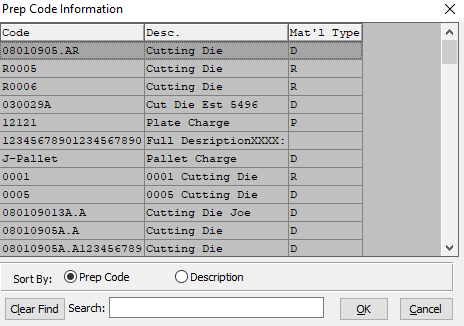 Prep Code Information
Code Desc. Mat'l Type
08010905.AR Cutting Die D
R0005 Cutting Die R
R0006 Cutting Die R
030029A Cut Die Est 5496 D
12121 Plate Charge P
12345678901234567890 Full DesriptionXXXX:
J-Pallet Pallet Charge D
0001 0001 Cutting Die R
0005 0005 Cutting Die D
080109013A.A Cutting Die Joe D
08010905A.A Cutting Die D
08010905A.A123456789 Cutting Die D
Sort By: Prep Code Description
Clear Find Search: OK Cancel